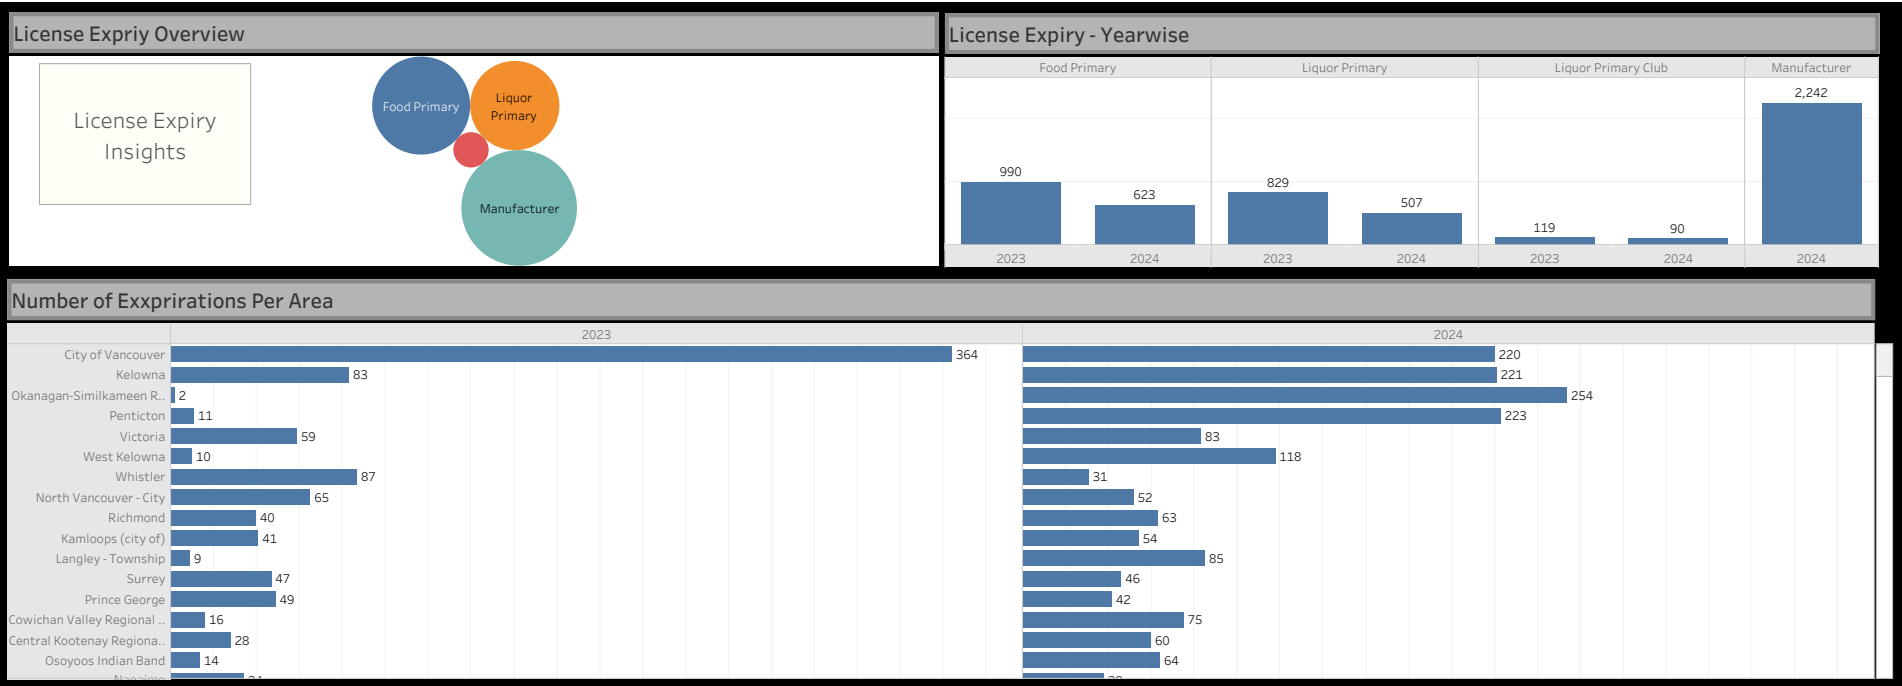 License Expriy Overview
License Expiry
Insights
Food Primary
Liquor
Primary
Manufacturer
License Expiry - Yearwise
Food Primary Liquor Primary Liquor Primary Club Manufacturer
990 623 829 507 119 90 2,242
2023 2024 2023 2024 2023 2024 2024
Number of Exxprirations Per Area
2023 2024
City of Vancouver 364 220
Kelowna 83 221
Okanagan-Similkameen R.. 2 254
Penticton 11 223
Victoria 59 83
West Kelowna 10 118
Whistler 87 31
North Vancouver - City 65 52
Richmond 40 63
Kamloops (city of) 41 54
Langley - Township 9 85
Surrey 47 46
Prince George 49 42
Cowichan Valley Regional .. 16 75
Central Kootenay Regiona.. 28 60
Osoyoos Indian Band 14 64